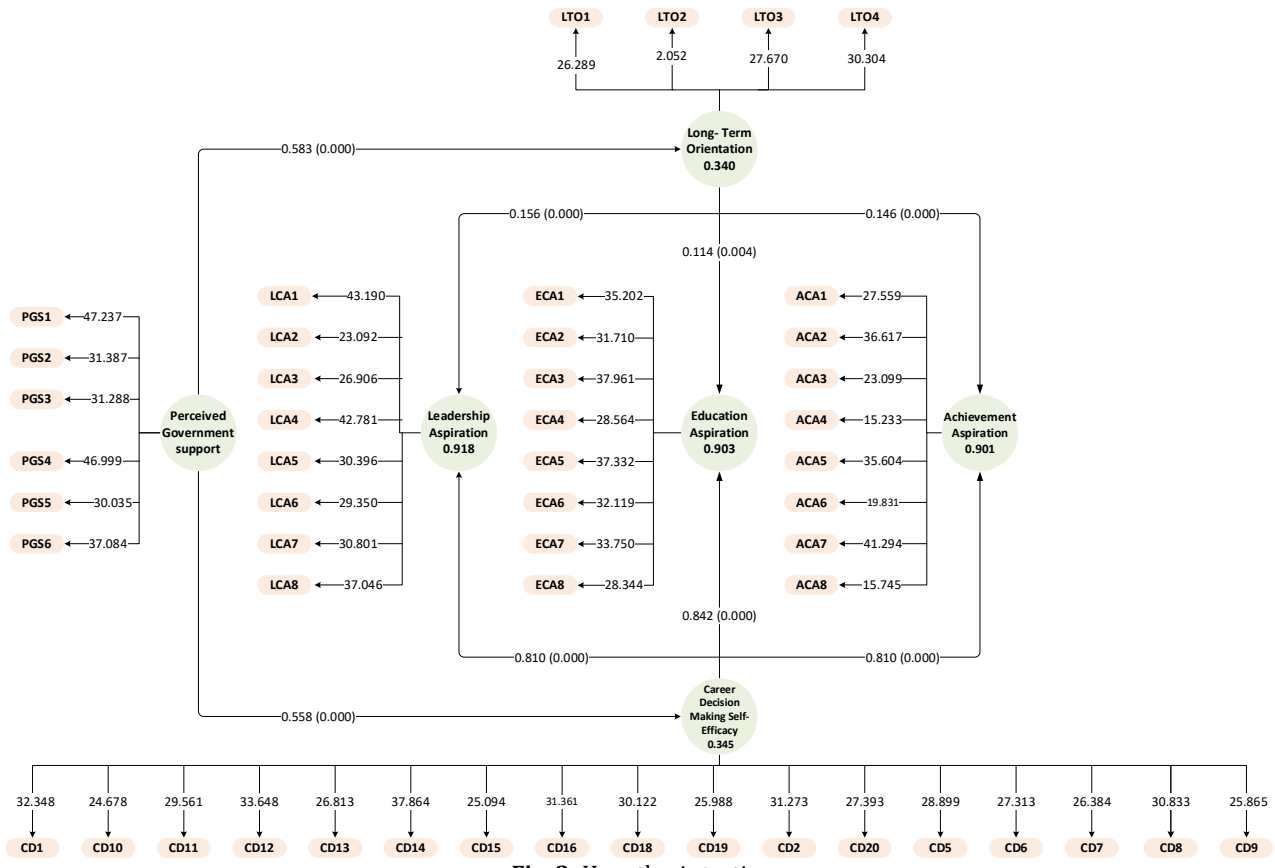 LTO1 LTO2 LTO3 LTO4
26.289 2.052 27.670 30.304
Long- Term
Orientation
0.340
0.583 (0.000)
0.156 (0.000) 0.146 (0.000)
0.114 (0.004)
PGS1 47.237
PGS2 31.387
PGS3 31.288
PGS4 46.999
PGS5 30.035
PGS6 37.084
Perceived
Government
support
LCA1 43.190
LCA2 23.092
LCA3 26.906
LCA4 42.781
LCA5 30.396
LCA6 29.350
LCA7 30.801
LCA8 37.046
Leadership
Aspiration
0.918
ECA1 35.202
ECA2 31.710
ECA3 37.961
ECA4 28.564
ECA5 37.332
ECA6 32.119
ECA7 33.750
ECA8 28.344
Education
Aspiration
0.903
ACA1 27.559
ACA2 36.617
ACA3 23.099
ACA4 15.233
ACA5 35.604
ACA6 19.831
ACA7 41.294
ACA8 15.745
Achievement
Aspiration
0.901
0.842 (0.000)
0.810 (0.000) 0.810 (0.000)
Career
Decision
Making Self-
Efficacy
0.345
0.558 (0.000)
32.348 24.678 29.561 33.648 26.813 37.864 25.094 31.361 30.122 25.988 31.273 27.393 28.899 27.313 26.384 30.833 25.865
CD1 CD10 CD11 CD12 CD13 CD14 CD15 CD16 CD18 CD19 CD2 CD20 CD5 CD6 CD7 CD8 CD9